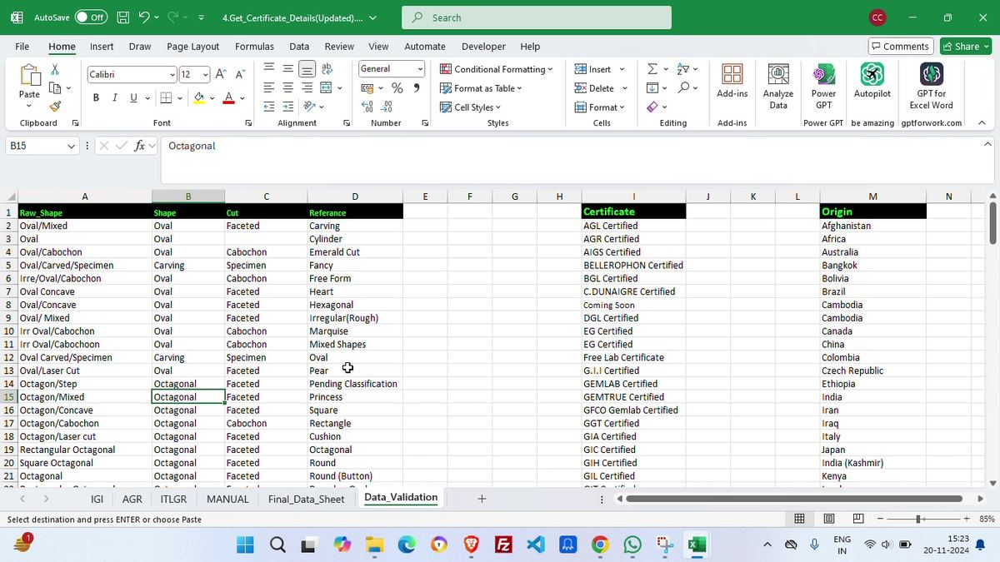 AutoSave Off 4.Get_Certificate_Details(Updated).... Search CC
File Home Insert Draw Page Layout Formulas Data Review View Automate Developer Help Comments Share
Paste Calibri 12 General Conditional Formatting Insert Add-ins Analyze Data Power GPT Autopilot GPT for Excel Word
Format as Table Delete
B I U Cell Styles Format
Clipboard Font Alignment Number Styles Cells Editing Add-ins Power GPT be amazing gptforwork.com
B15 fx Octagonal
A B C D E F G H I J K L M N
1 Raw_Shape Shape Cut Referance Certificate Origin
2 Oval/Mixed Oval Faceted Carving AGL Certified Afghanistan
3 Oval Oval Cylinder AGR Certified Africa
4 Oval/Cabochon Oval Cabochon Emerald Cut AIGS Certified Australia
5 Oval/Carved/Specimen Carving Specimen Fancy BELLEROPHON Certified Bangkok
6 Irre/Oval/Cabochon Oval Cabochon Free Form BGL Certified Bolivia
7 Oval Concave Oval Faceted Heart C.DUNAIGRE Certified Brazil
8 Oval/Concave Oval Faceted Hexagonal Coming Soon Cambodia
9 Oval/ Mixed Oval Faceted Irregular(Rough) DGL Certified Cambodia
10 Irr Oval/Cabochon Oval Cabochon Marquise EG Certified Canada
11 Irr Oval/Cabochoon Oval Cabochon Mixed Shapes EG Certified China
12 Oval Carved/Specimen Carving Specimen Oval Free Lab Certificate Colombia
13 Oval/Laser Cut Oval Faceted Pear G.I.I Certified Czech Republic
14 Octagon/Step Octagonal Faceted Pending Classification GEMLAB Certified Ethiopia
15 Octagon/Mixed Octagonal Faceted Princess GEMTRUE Certified India
16 Octagon/Concave Octagonal Faceted Square GFCO Gemlab Certified Iran
17 Octagon/Cabochon Octagonal Cabochon Rectangle GGT Certified Iraq
18 Octagon/Laser cut Octagonal Faceted Cushion GIA Certified Italy
19 Rectangular Octagonal Octagonal Faceted Octagonal GIC Certified Japan
20 Square Octagonal Octagonal Faceted Round GIH Certified India (Kashmir)
21 Octagonal Octagonal Faceted Round (Button) GIL Certified Kenya
IGI AGR ITLGR MANUAL Final_Data_Sheet Data_Validation
Select destination and press ENTER or choose Paste 85%
1 ENG 15:23
IN 20-11-2024